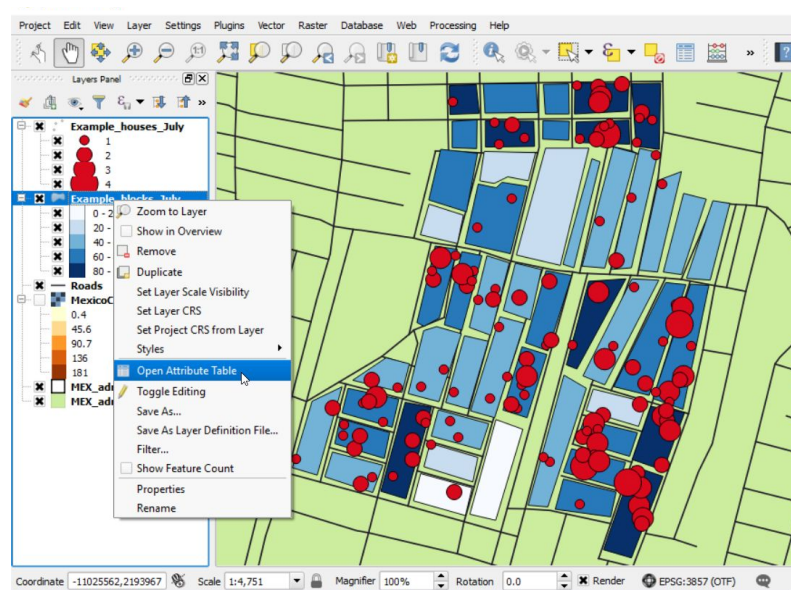 Project Edit View Layer Settings Plugins Vector Raster Database Web Processing Help
Layers Panel
Example_houses_July
1
2
3
4
Example_blocks_July
0 - 2
20 -
40 -
60 -
80 -
Roads
MexicoC
0.4
45.6
90.7
136
181
MEX_adm
MEX_adm
Zoom to Layer
Show in Overview
Remove
Duplicate
Set Layer Scale Visibility
Set Layer CRS
Set Project CRS from Layer
Styles
Open Attribute Table
Toggle Editing
Save As...
Save As Layer Definition File...
Filter...
Show Feature Count
Properties
Rename
Coordinate -11025562,2193967 Scale 1:4,751 Magnifier 100% Rotation 0.0 Render EPSG:3857 (OTF)